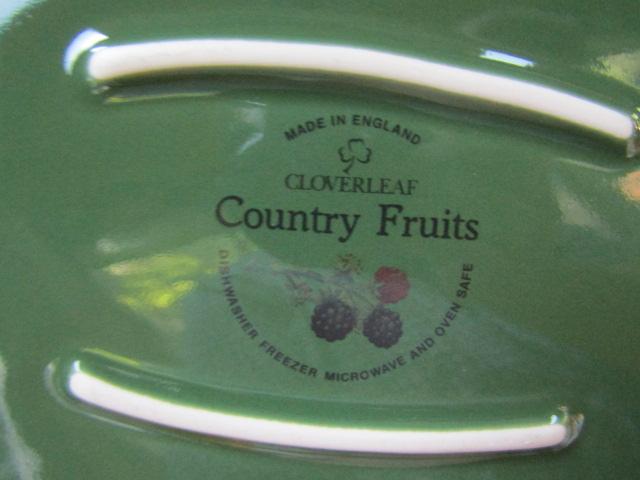 MADE IN ENGLAND
CLOVERLEAF
Country Fruits
DISHWASHER FREEZER MICROWAVE AND OVEN SAFE